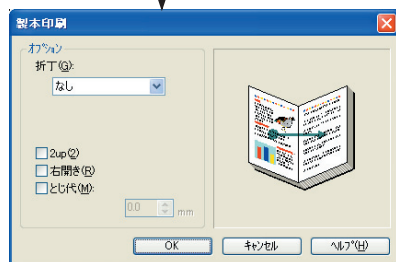 製本印刷
オプション
折丁(G):
なし
2up(2)
右開き(R)
とじ代(M):
0.0 mm
OK キャンセル ヘルプ(H)